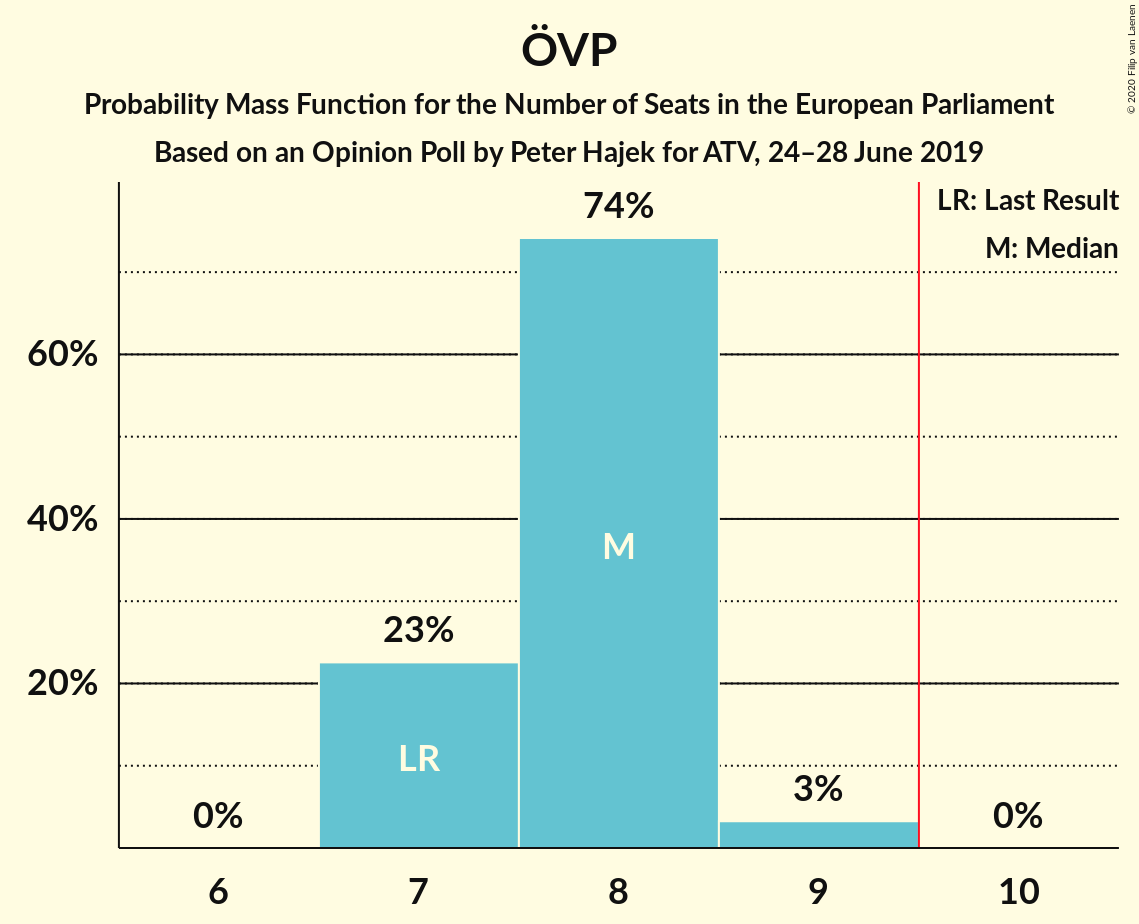 ÖVP
Probability Mass Function for the Number of Seats in the European Parliament
Based on an Opinion Poll by Peter Hajek for ATV, 24–28 June 2019
© 2020 Filip van Laenen
LR: Last Result
M: Median
74%
60%
40%
M
23%
20%
LR
3%
0%
0%
6
7
8
9
10